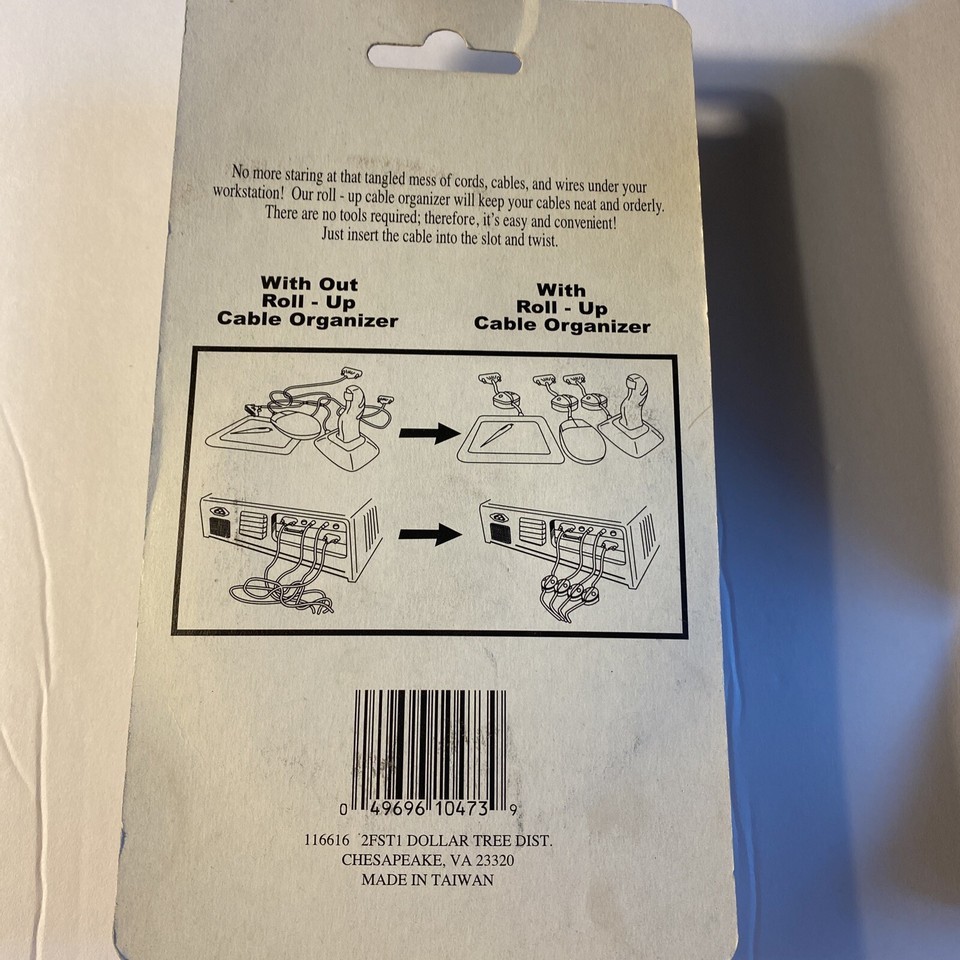 No more staring at that tangled mess of cords, cables, and wires under your
workstation! Our roll - up cable organizer will keep your cables neat and orderly.
There are no tools required; therefore, it's easy and convenient!
Just insert the cable into the slot and twist.
With Out
Roll - Up
Cable Organizer
With
Roll - Up
Cable Organizer
0 49696 10473 9
116616 2FST1 DOLLAR TREE DIST.
CHESAPEAKE, VA 23320
MADE IN TAIWAN